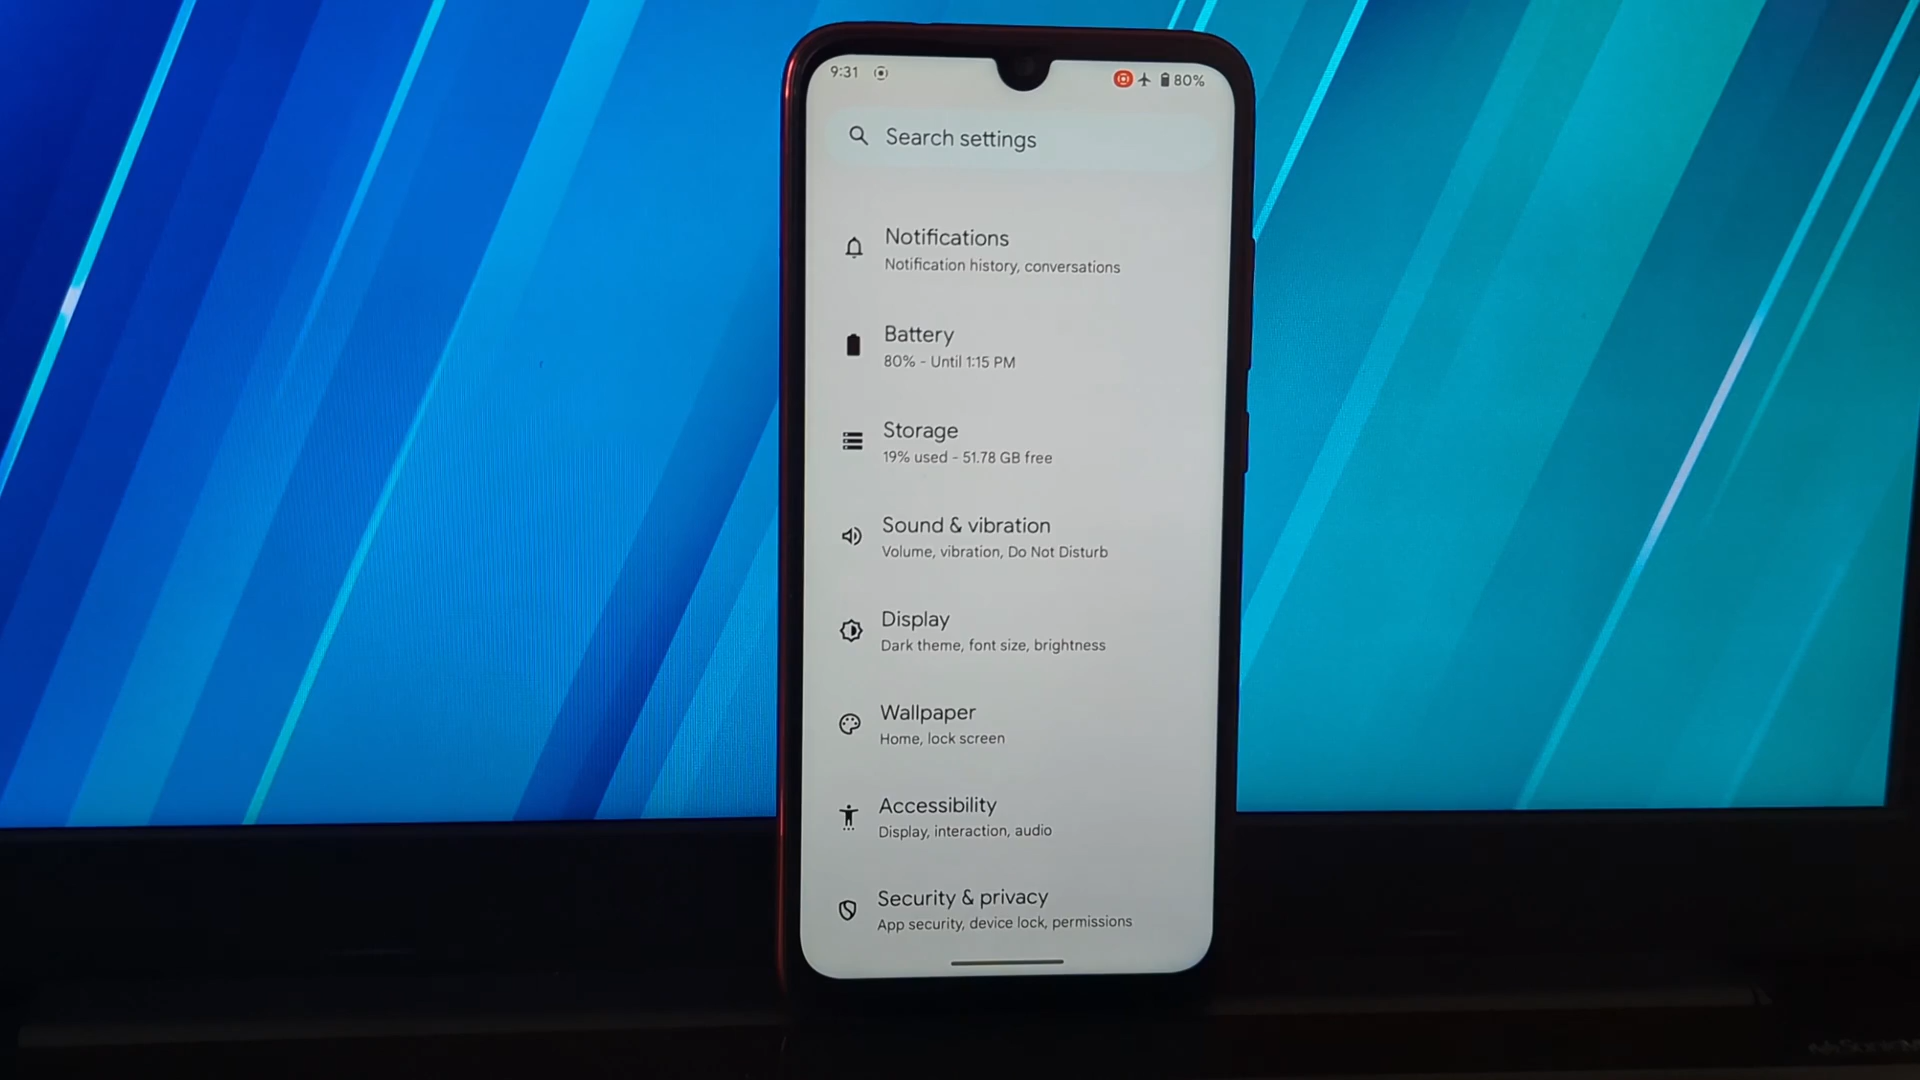 9:31 80%
Search settings
Notifications
Notification history, conversations
Battery
80% - Until 1:15 PM
Storage
19% used - 51.78 GB free
Sound & vibration
Volume, vibration, Do Not Disturb
Display
Dark theme, font size, brightness
Wallpaper
Home, lock screen
Accessibility
Display, interaction, audio
Security & privacy
App security, device lock, permissions